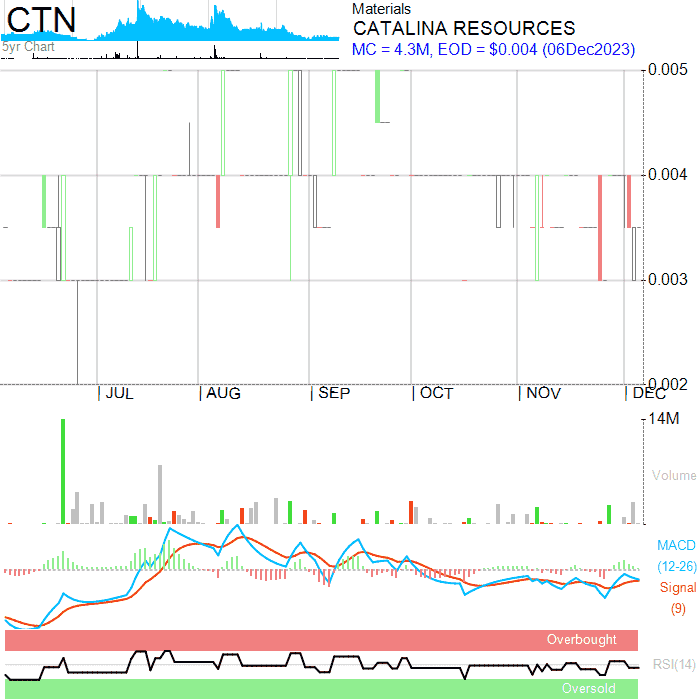 CTN
5yr Chart
Materials
CATALINA RESOURCES
MC = 4.3M, EOD = $0.004 (06Dec2023)
0.005
0.004
0.003
0.002
JUL AUG SEP OCT NOV DEC
14M
Volume
MACD
(12-26)
Signal
(9)
Overbought
RSI(14)
Oversold